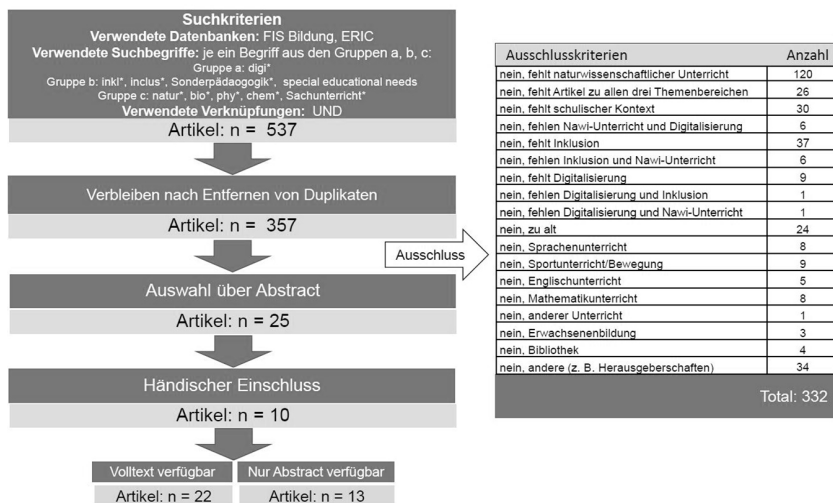 Suchkriterien
Verwendete Datenbanken: FIS Bildung, ERIC
Verwendete Suchbegriffe: je ein Begriff aus den Gruppen a, b, c:
Gruppe a: digi*
Gruppe b: inkl*, inclus*, Sonderpädaogogik*, special educational needs
Gruppe c: natur*, bio*, phy*, chem*, Sachunterricht*
Verwendete Verknüpfungen: UND
Artikel: n = 537
Verbleiben nach Entfernen von Duplikaten
Artikel: n = 357
Auswahl über Abstract
Artikel: n = 25
Händischer Einschluss
Artikel: n = 10
Volltext verfügbar
Artikel: n = 22
Nur Abstract verfügbar
Artikel: n = 13
Ausschluss
Ausschlusskriterien Anzahl
nein, fehlt naturwissenschaftlicher Unterricht 120
nein, fehlt Artikel zu allen drei Themenbereichen 26
nein, fehlt schulischer Kontext 30
nein, fehlen Nawi-Unterricht und Digitalisierung 6
nein, fehlt Inklusion 37
nein, fehlen Inklusion und Nawi-Unterricht 6
nein, fehlt Digitalisierung 9
nein, fehlen Digitalisierung und Inklusion 1
nein, fehlen Digitalisierung und Nawi-Unterricht 1
nein, zu alt 24
nein, Sprachenunterricht 8
nein, Sportunterricht/Bewegung 9
nein, Englischunterricht 5
nein, Mathematikunterricht 8
nein, anderer Unterricht 1
nein, Erwachsenenbildung 3
nein, Bibliothek 4
nein, andere (z. B. Herausgeberschaften) 34
Total: 332